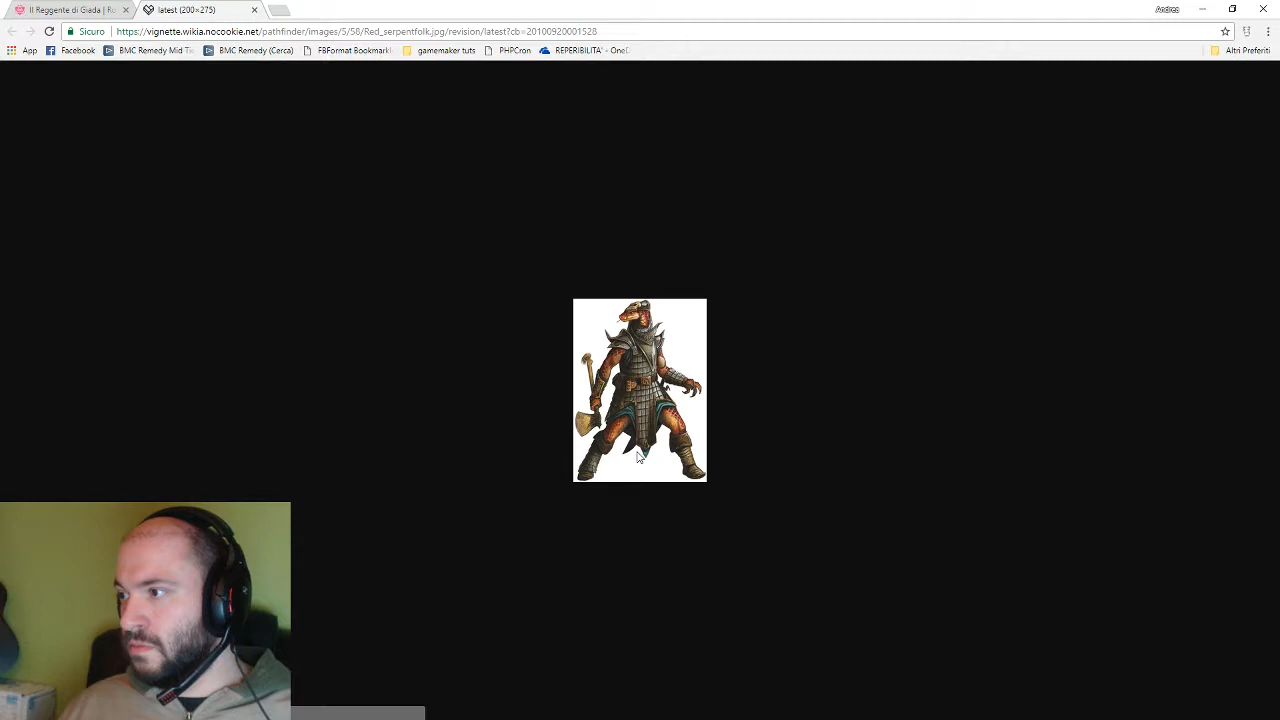 Il Reggente di Giada | Ro
latest (200×275)
Andrea
Sicuro
https://vignette.wikia.nocookie.net/pathfinder/images/5/58/Red_serpentfolk.jpg/revision/latest?cb=20100920001528
App
Facebook
BMC Remedy Mid Ti
BMC Remedy (Cerca)
FBFormat Bookmark
gamemaker tuts
PHPCron
REPERIBILITA' - OneD
Altri Preferiti